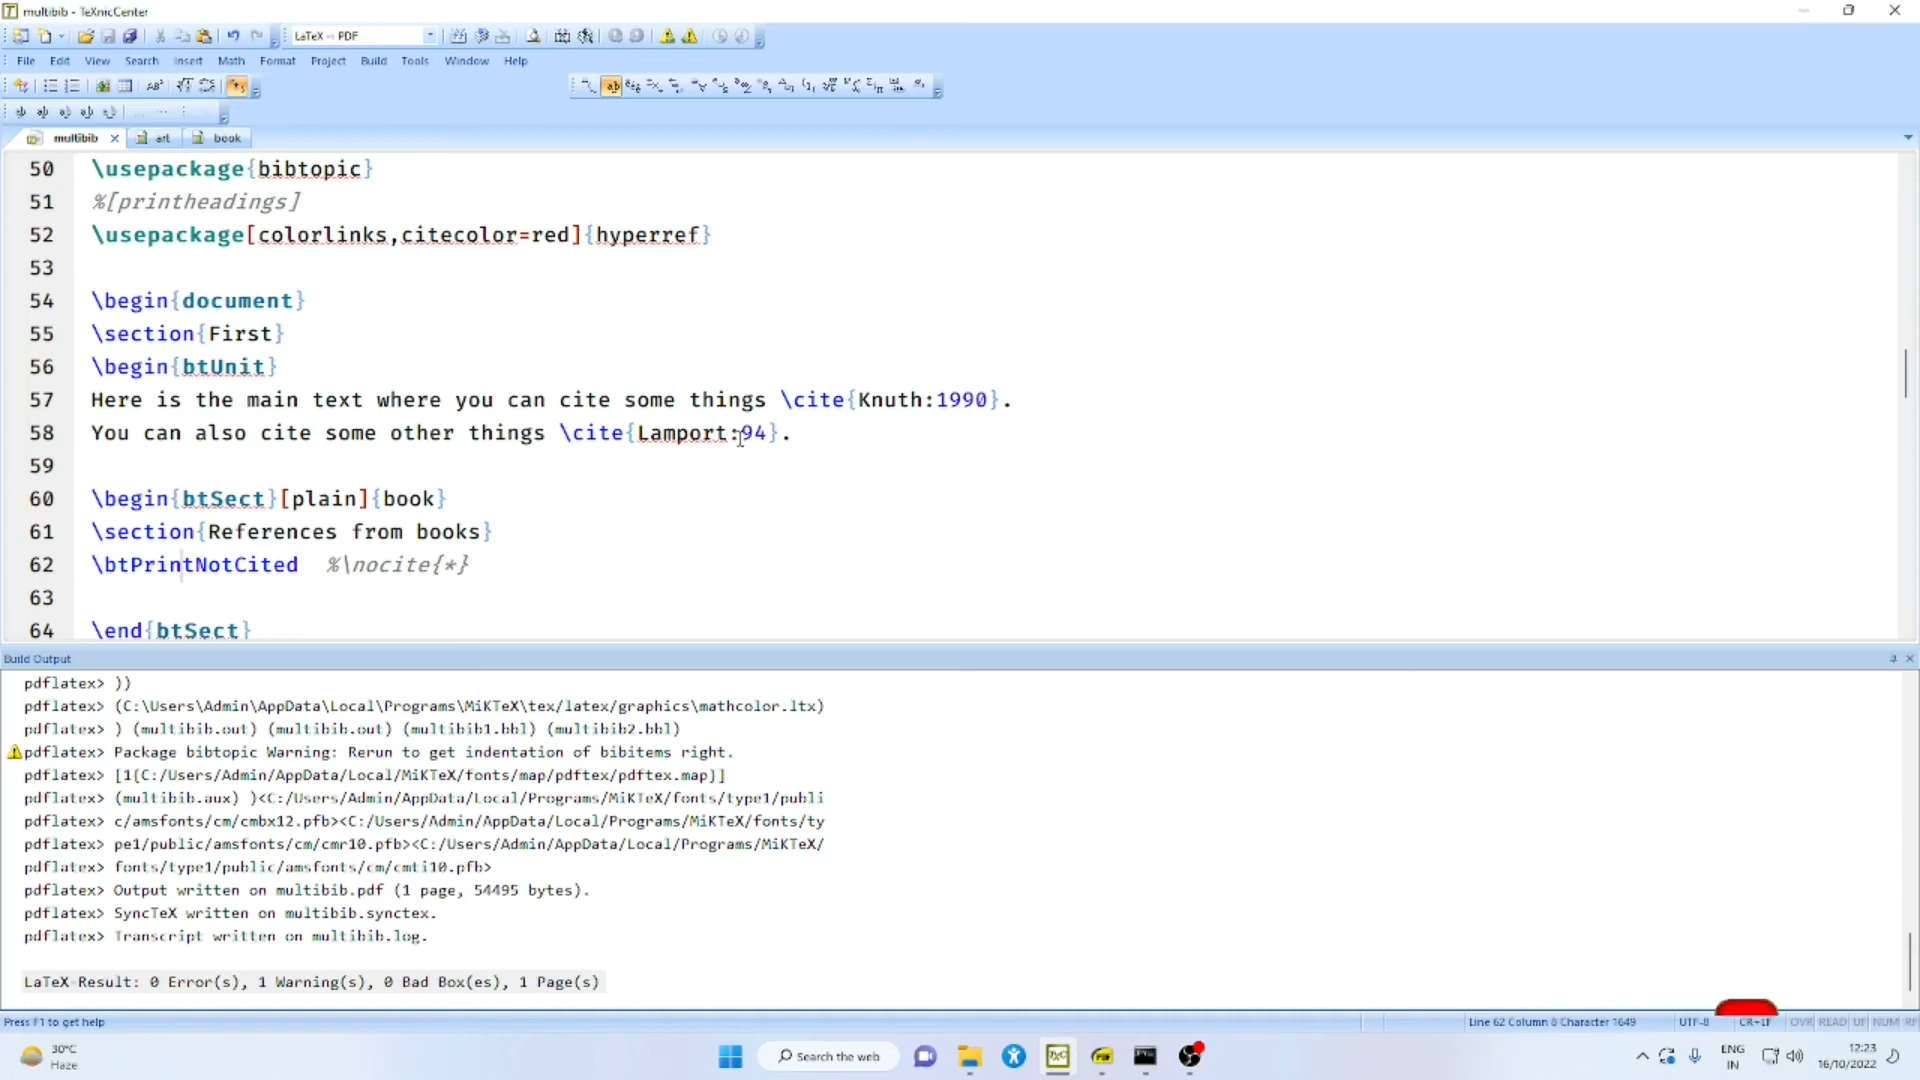 multibib - TeXnicCenter
LaTeX ⇨ PDF
File Edit View Search Insert Math Format Project Build Tools Window Help
multibib art book
50 \usepackage{bibtopic}
51 %[printheadings]
52 \usepackage[colorlinks,citecolor=red]{hyperref}
53
54 \begin{document}
55 \section{First}
56 \begin{btUnit}
57 Here is the main text where you can cite some things \cite{Knuth:1990}.
58 You can also cite some other things \cite{Lamport:94}.
59
60 \begin{btSect}[plain]{book}
61 \section{References from books}
62 \btPrintNotCited %\nocite{*}
63
64 \end{btSect}
Build Output
pdflatex> ))
pdflatex> (C:\Users\Admin\AppData\Local\Programs\MiKTeX\tex/latex/graphics\mathcolor.ltx)
pdflatex> ) (multibib.out) (multibib.out) (multibib1.bbl) (multibib2.bbl)
pdflatex> Package bibtopic Warning: Rerun to get indentation of bibitems right.
pdflatex> [1{C:/Users/Admin/AppData/Local/MiKTeX/fonts/map/pdftex/pdftex.map}]
pdflatex> (multibib.aux) )<C:/Users/Admin/AppData/Local/Programs/MiKTeX/fonts/type1/publi
pdflatex> c/amsfonts/cm/cmbx12.pfb><C:/Users/Admin/AppData/Local/Programs/MiKTeX/fonts/ty
pdflatex> pe1/public/amsfonts/cm/cmr10.pfb><C:/Users/Admin/AppData/Local/Programs/MiKTeX/
pdflatex> fonts/type1/public/amsfonts/cm/cmti10.pfb>
pdflatex> Output written on multibib.pdf (1 page, 54495 bytes).
pdflatex> SyncTeX written on multibib.synctex.
pdflatex> Transcript written on multibib.log.
LaTeX-Result: 0 Error(s), 1 Warning(s), 0 Bad Box(es), 1 Page(s)
Press F1 to get help Line 62 Column 8 Character 1649 UTF-8 CR+LF OVR READ NUM
30°C
Haze
Search the web
ENG
IN
12:23
16/10/2022